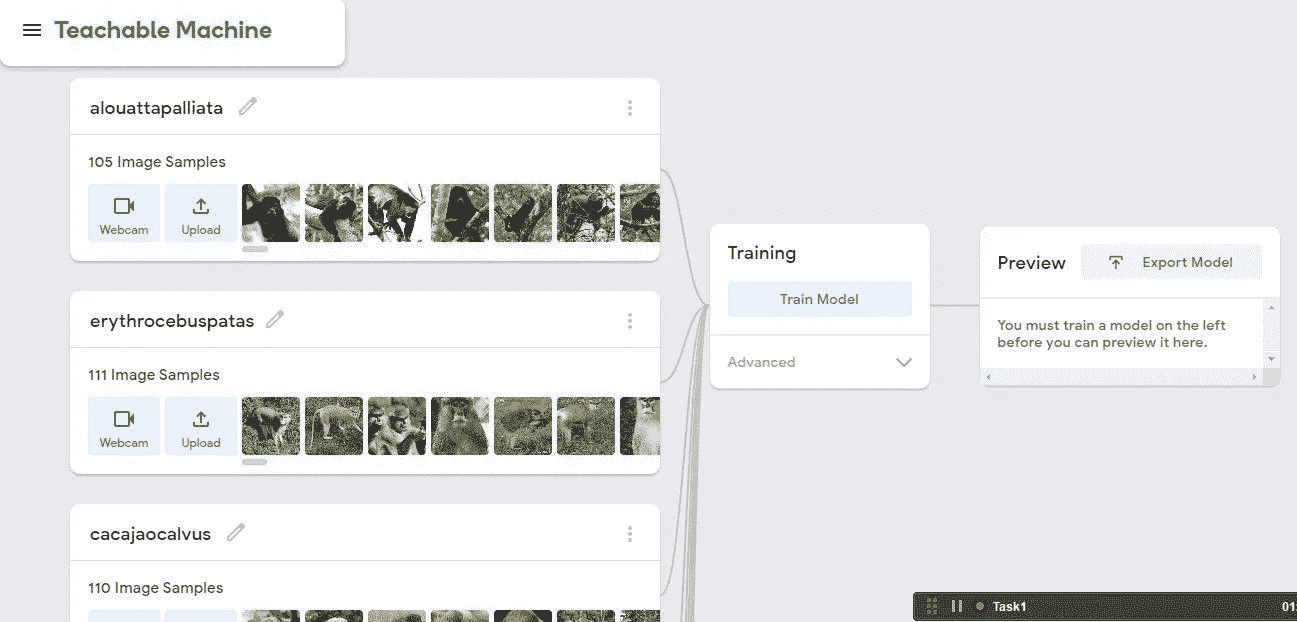 Teachable Machine
alouattapalliata
105 Image Samples
Webcam
Upload
erythrocebuspatas
111 Image Samples
Webcam
Upload
cacajaocalvus
110 Image Samples
Training
Train Model
Advanced
Preview
Export Model
You must train a model on the left
before you can preview it here.
Task1
01: